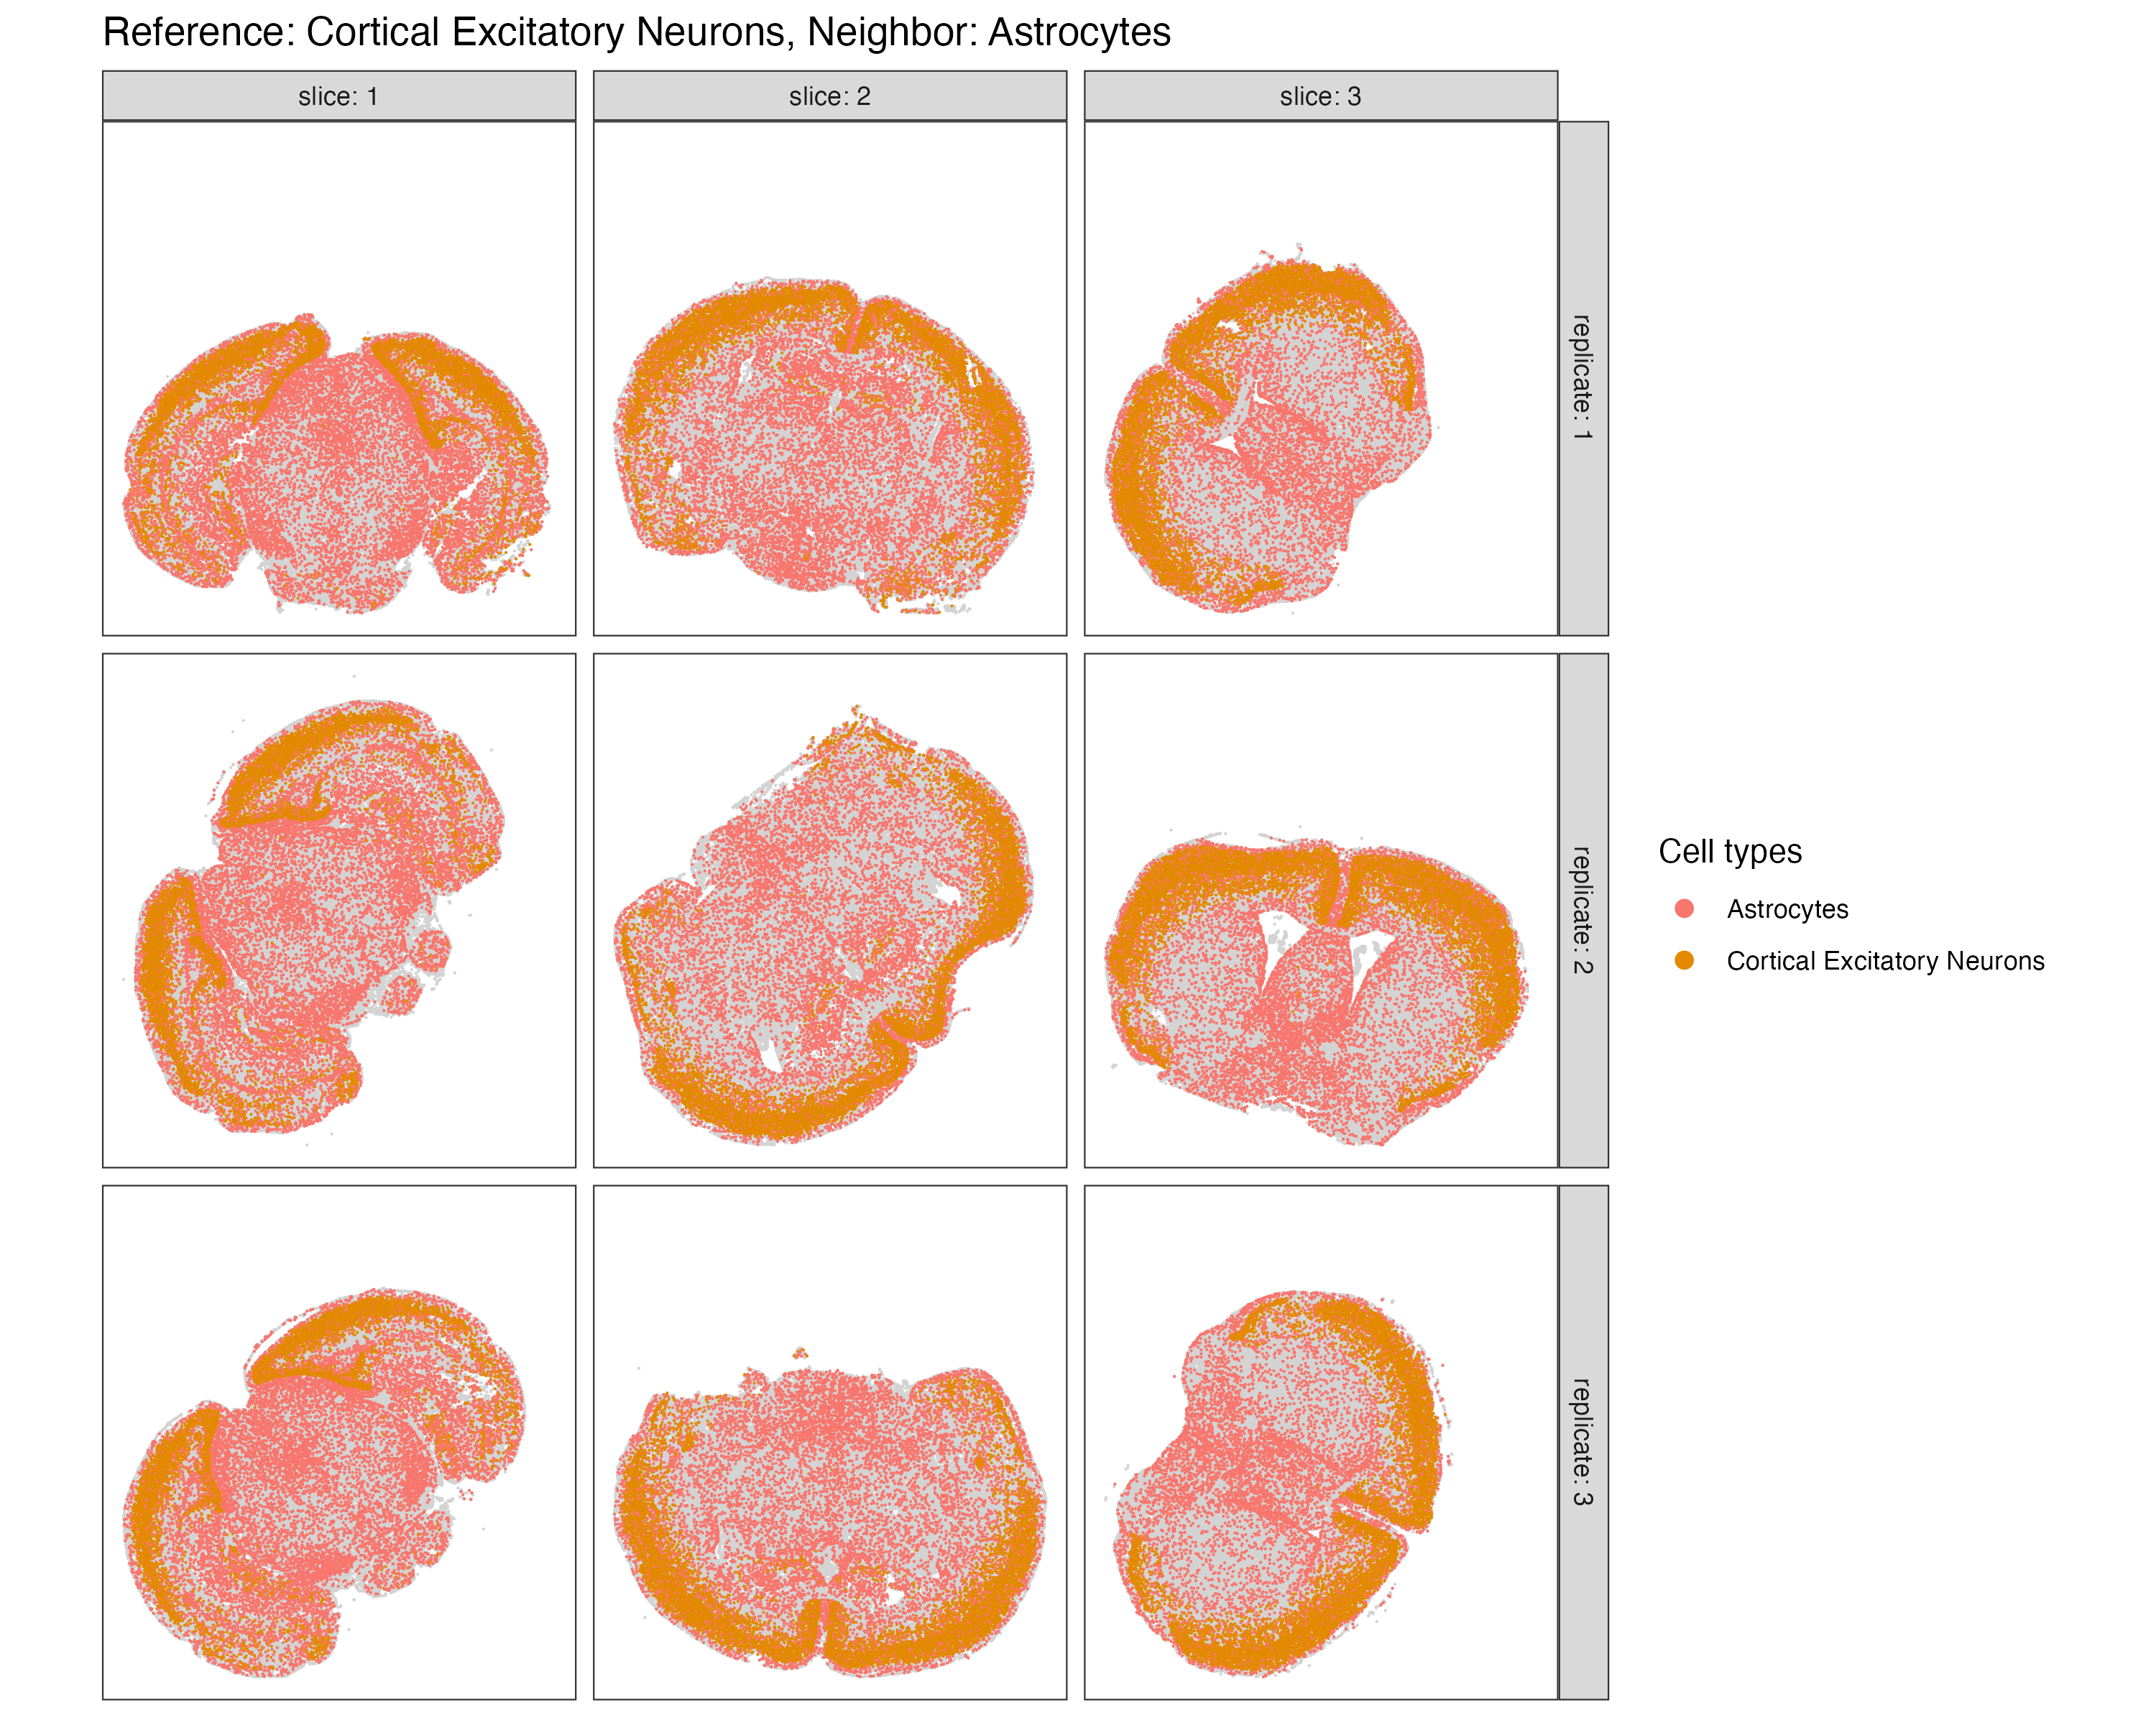 Reference: Cortical Excitatory Neurons, Neighbor: Astrocytes
slice: 1
slice: 2
slice: 3
replicate: 1
replicate: 2
replicate: 3
Cell types
Astrocytes
Cortical Excitatory Neurons